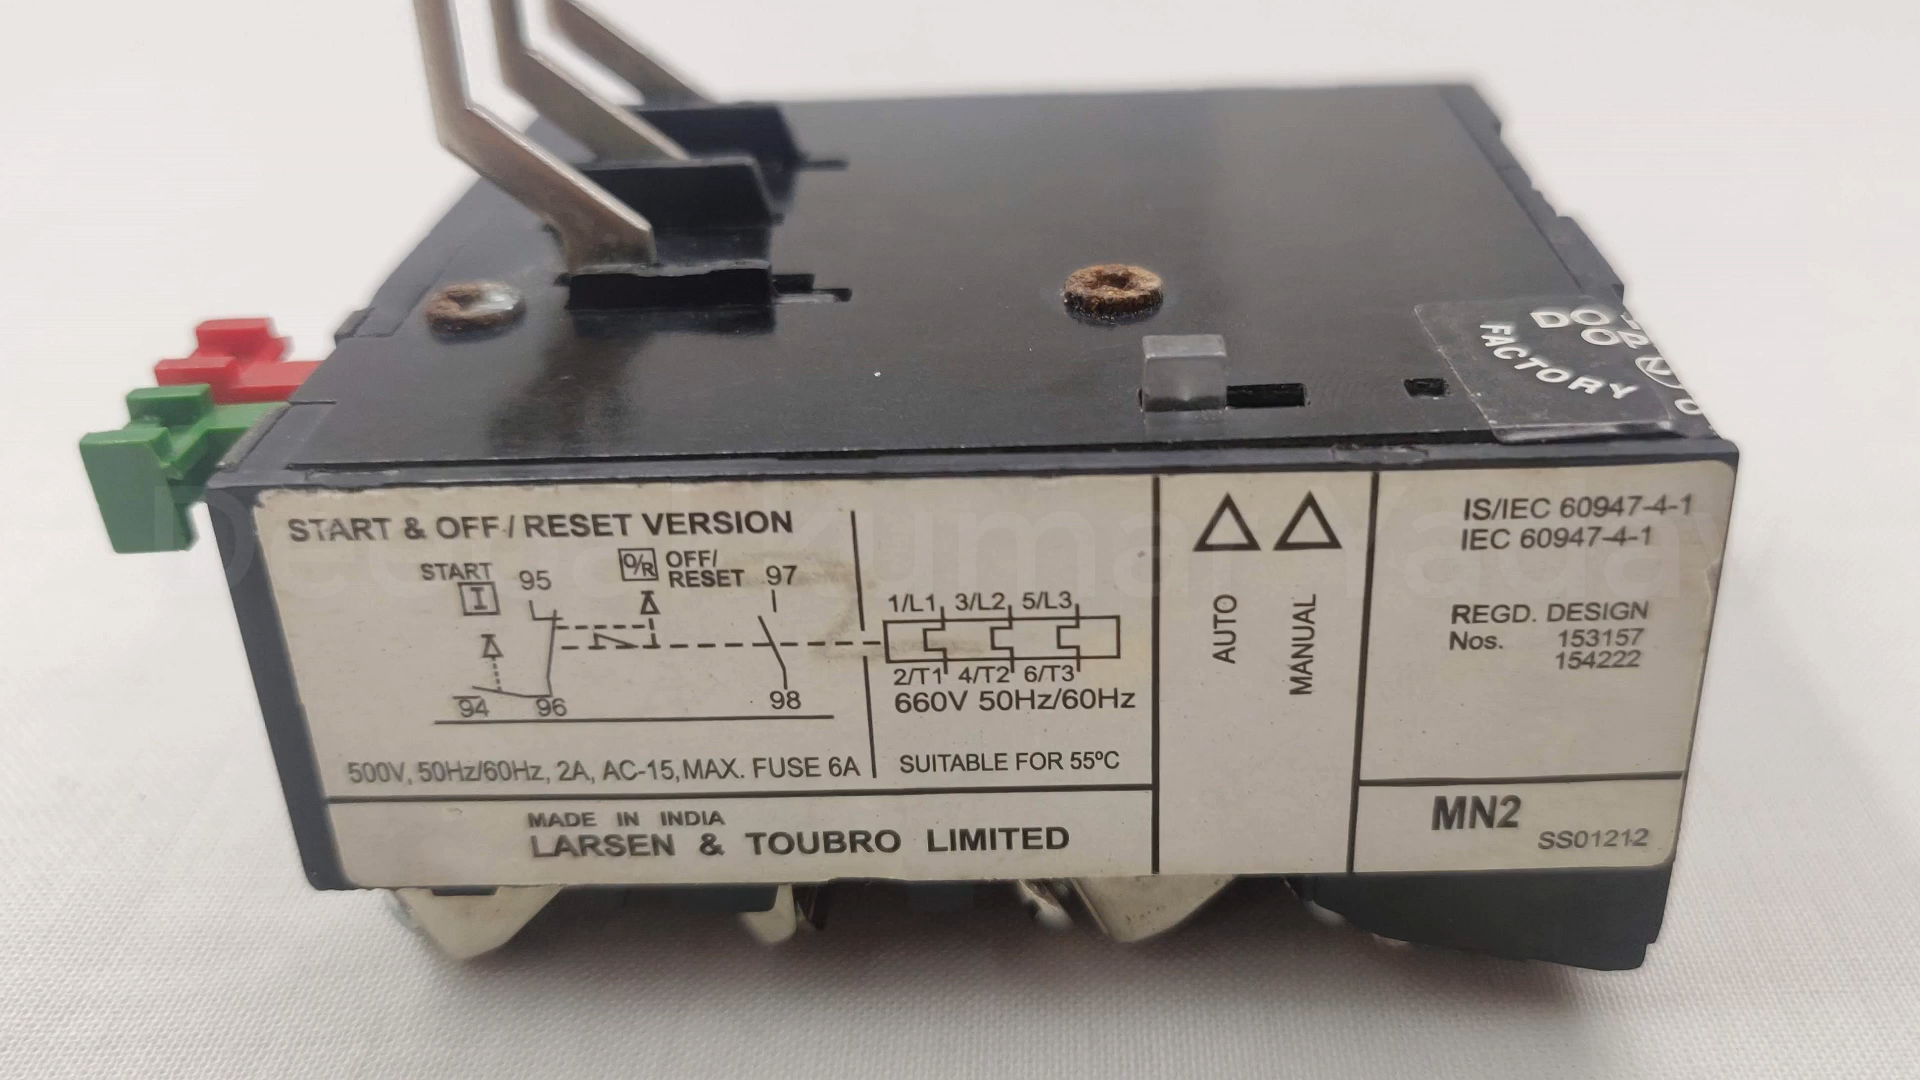 START & OFF/RESET VERSION
START
I
95
O/R
OFF/
RESET
97
94
96
98
500V, 50Hz/60Hz, 2A, AC-15, MAX. FUSE 6A
1/L1 3/L2 5/L3
2/T1 4/T2 6/T3
660V 50Hz/60Hz
SUITABLE FOR 55ºC
MADE IN INDIA
LARSEN & TOUBRO LIMITED
AUTO
MANUAL
IS/IEC 60947-4-1
IEC 60947-4-1
REGD. DESIGN
Nos. 153157
154222
MN2
SS01212
FACTORY
Deepak kumar Yadav